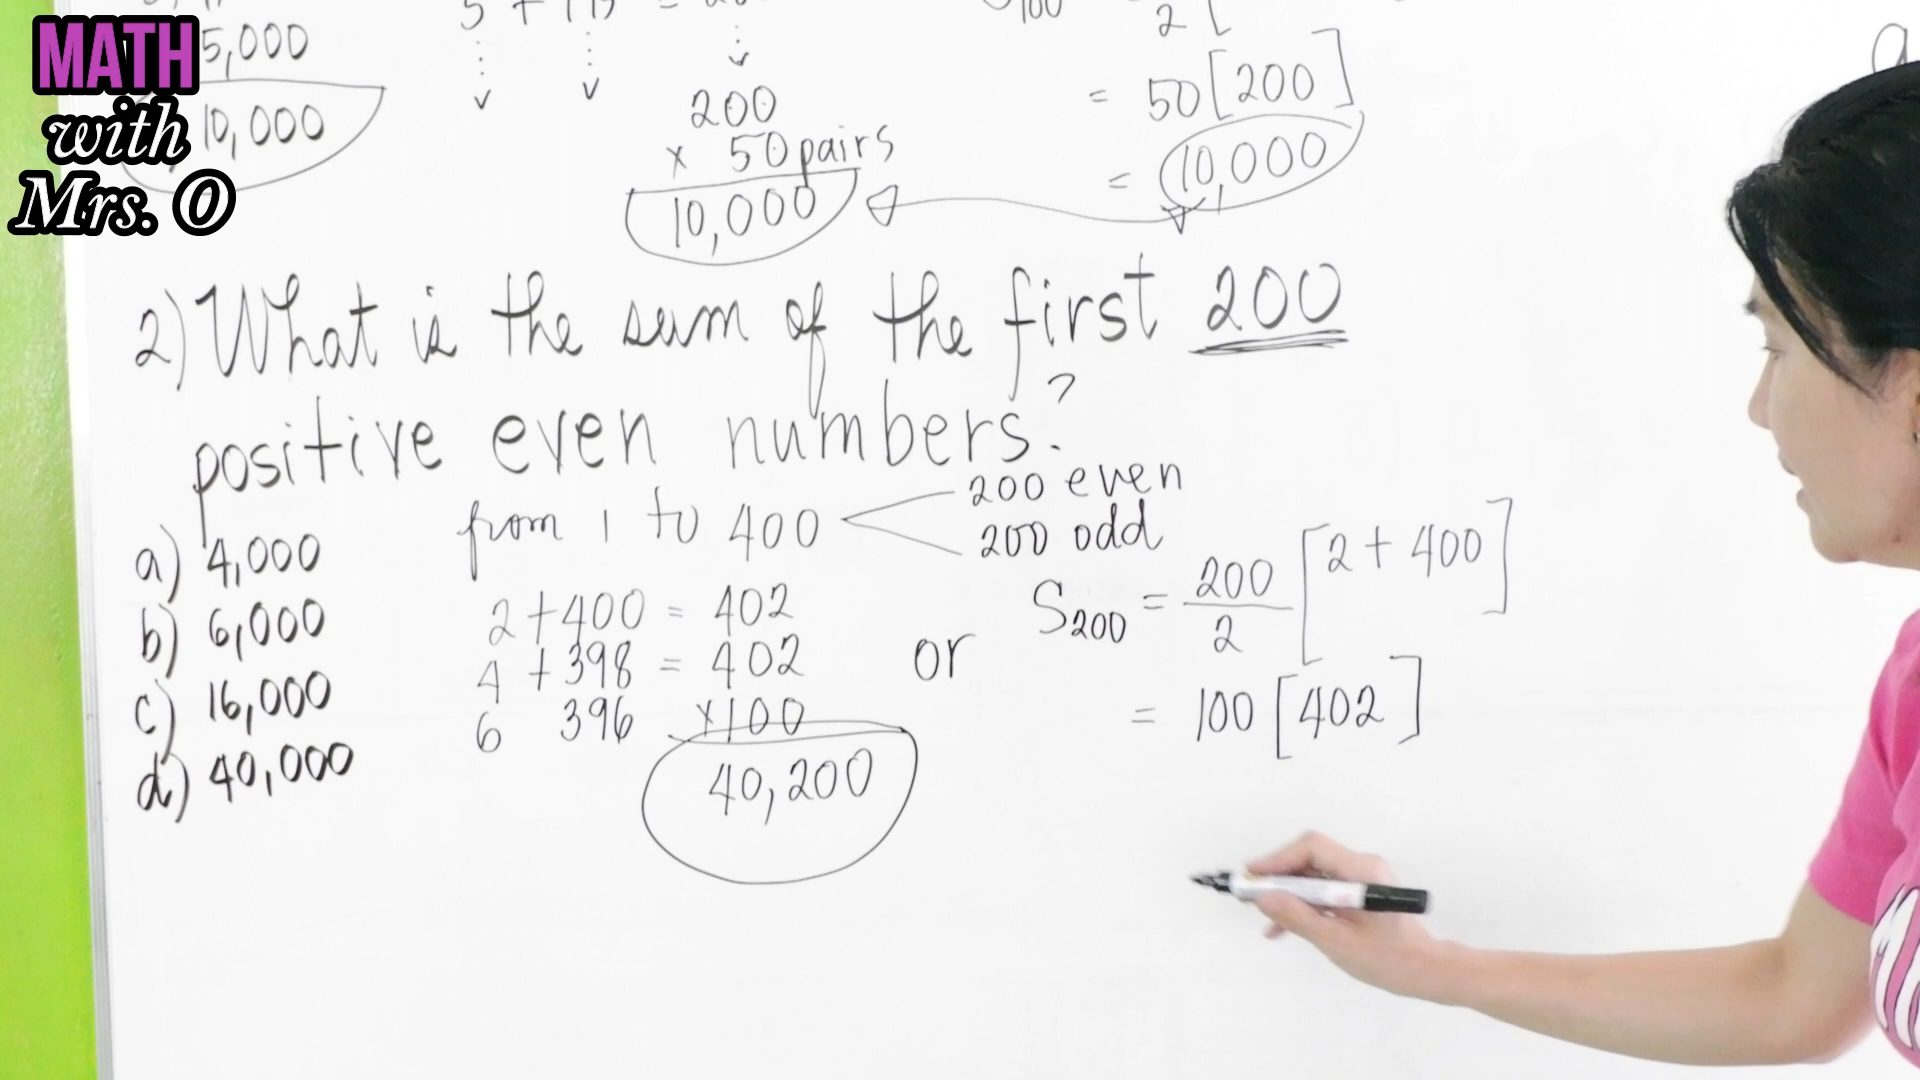 MATH
with
Mrs. O
5,000
10,000
200
x 50 pairs
10,000
100
2 [
= 50 [200]
= 10,000
2) What is the sum of the first 200
positive even numbers?
a) 4,000
b) 6,000
c) 16,000
d) 40,000
from 1 to 400
200 even
200 odd
2 + 400 = 402
4 + 398 = 402
6 396 x100
40,200
or
S200 = 200/2 [2 + 400]
= 100 [402]